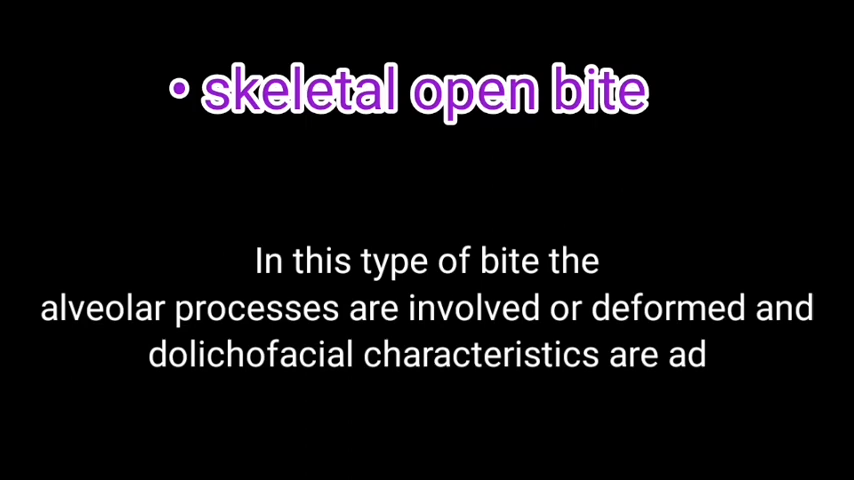 • skeletal open bite
In this type of bite the
alveolar processes are involved or deformed and
dolichofacial characteristics are ad